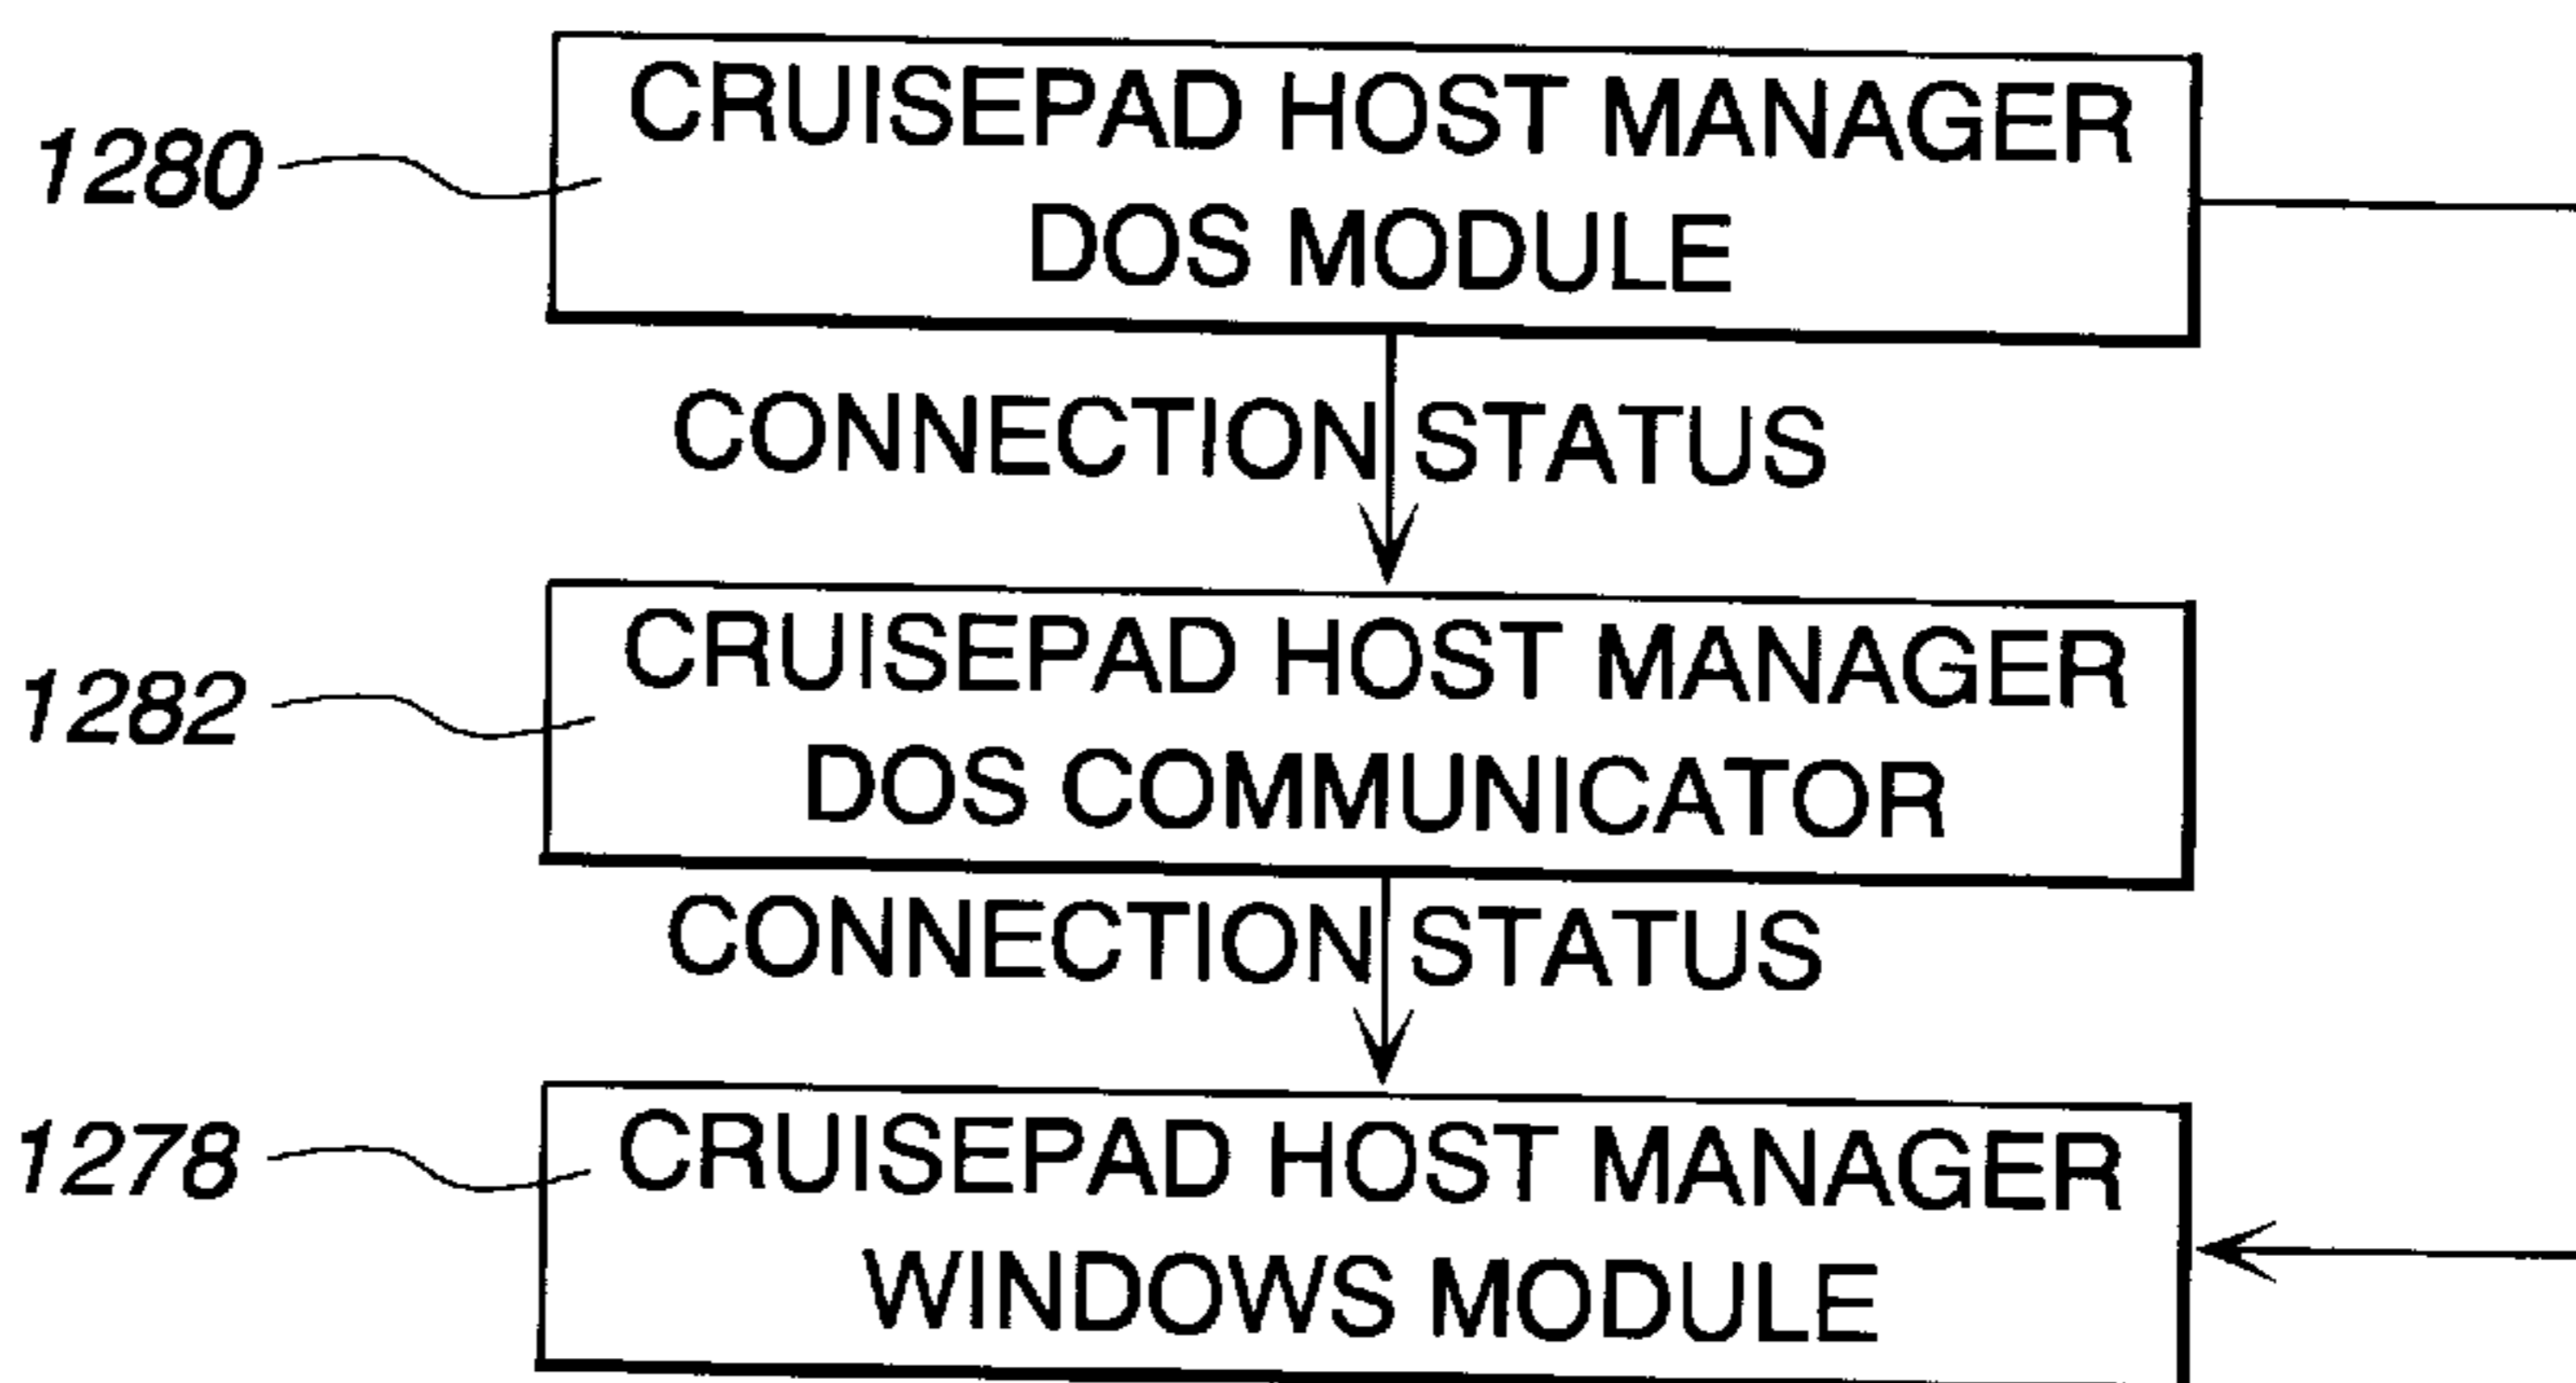 1280
CRUISEPAD HOST MANAGER
DOS MODULE
CONNECTION STATUS
1282
CRUISEPAD HOST MANAGER
DOS COMMUNICATOR
CONNECTION STATUS
1278
CRUISEPAD HOST MANAGER
WINDOWS MODULE